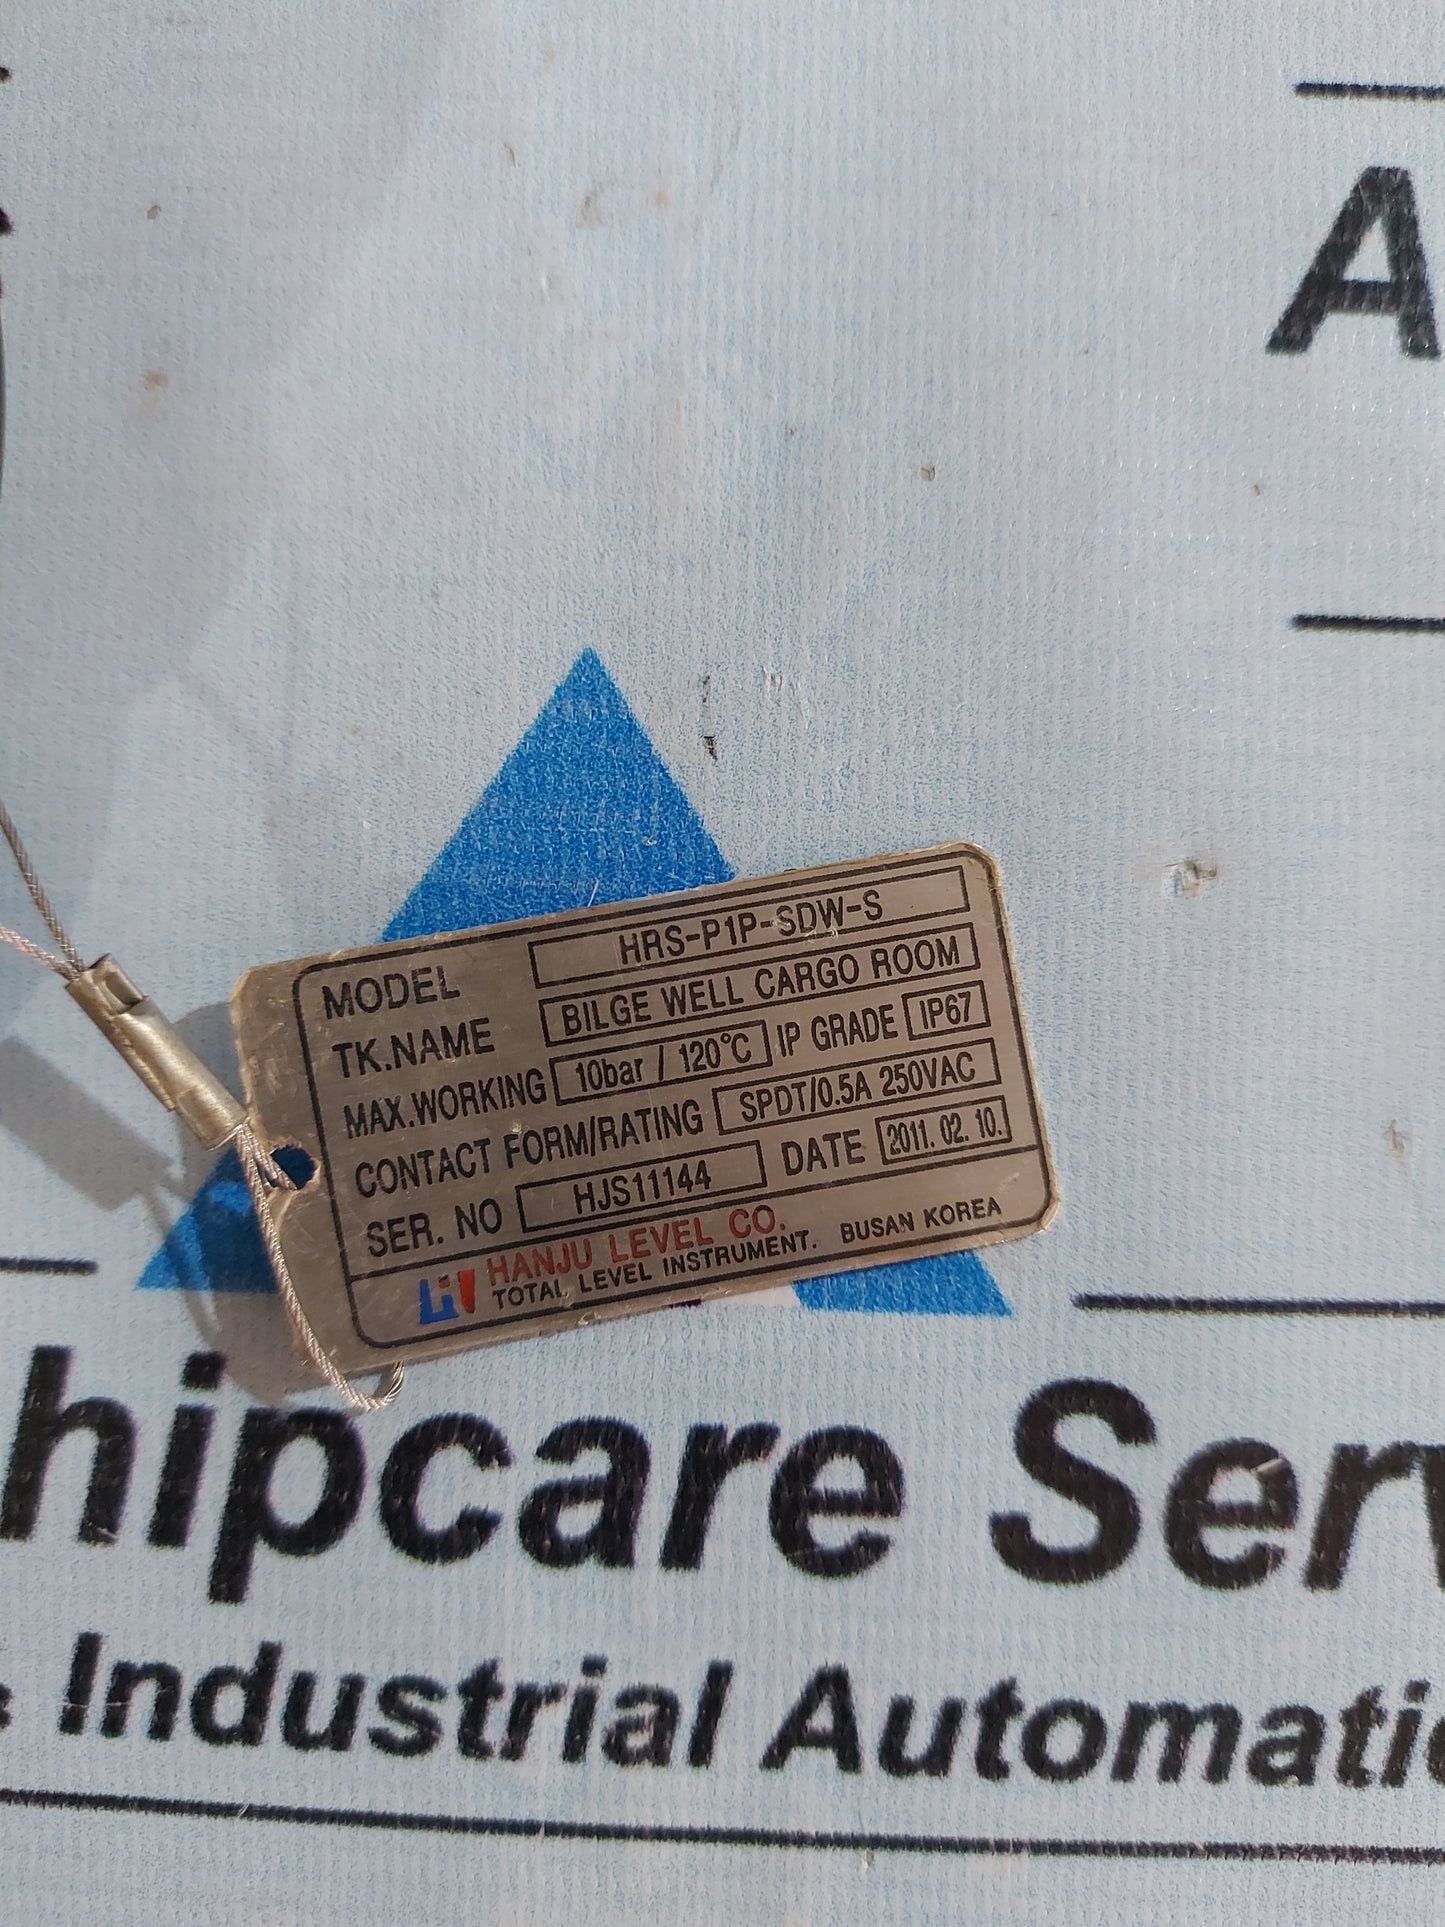 A
MODEL HRS-P1P-SDW-S
TK.NAME BILGE WELL CARGO ROOM
MAX.WORKING 10bar / 120°C IP GRADE IP67
CONTACT FORM/RATING SPDT/0.5A 250VAC
SER. NO HJS11144 DATE 2011. 02. 10.
HANJU LEVEL CO.
TOTAL LEVEL INSTRUMENT. BUSAN KOREA
hipcare Serv
Industrial Automatic